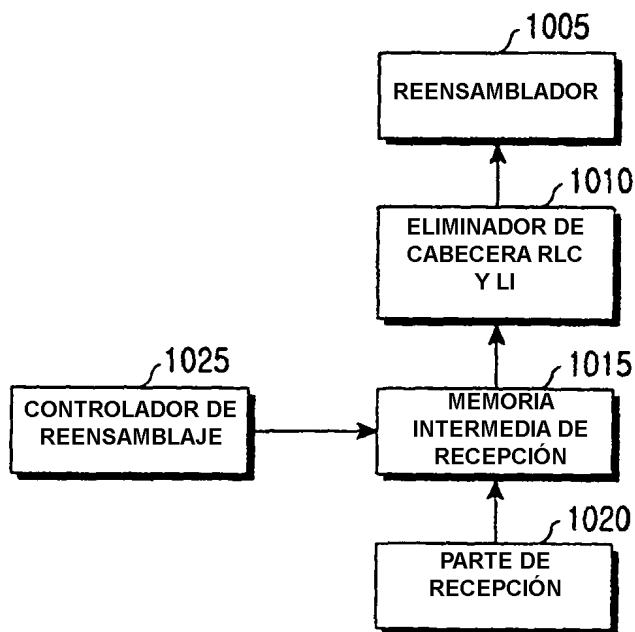 1005
REENSAMBLADOR
1010
ELIMINADOR DE
CABECERA RLC
Y LI
1025
CONTROLADOR DE
REENSAMBLAJE
1015
MEMORIA
INTERMEDIA DE
RECEPCIÓN
1020
PARTE DE
RECEPCIÓN